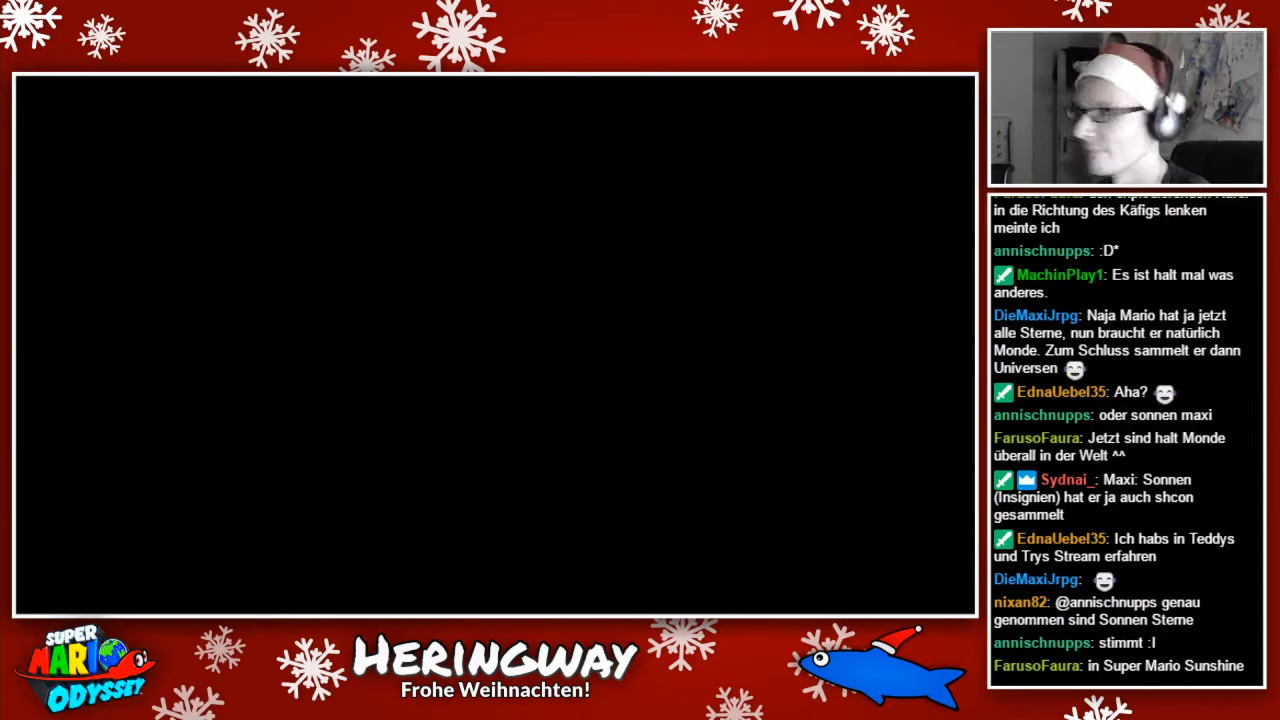 in die Richtung des Käfigs lenken
meinte ich
annischnupps: :D*
MachinPlay1: Es ist halt mal was
anderes.
DieMaxiJrpg: Naja Mario hat ja jetzt
alle Sterne, nun braucht er natürlich
Monde. Zum Schluss sammelt er dann
Universen
EdnaUebel35: Aha?
annischnupps: oder sonnen maxi
FarusoFaura: Jetzt sind halt Monde
überall in der Welt ^^
Sydnai_: Maxi: Sonnen
(Insignien) hat er ja auch shcon
gesammelt
EdnaUebel35: Ich habs in Teddys
und Trys Stream erfahren
DieMaxiJrpg:
nixan82: @annischnupps genau
genommen sind Sonnen Sterne
annischnupps: stimmt :I
FarusoFaura: in Super Mario Sunshine
SUPER
MARIO
ODYSSEY
HERINGWAY
Frohe Weihnachten!